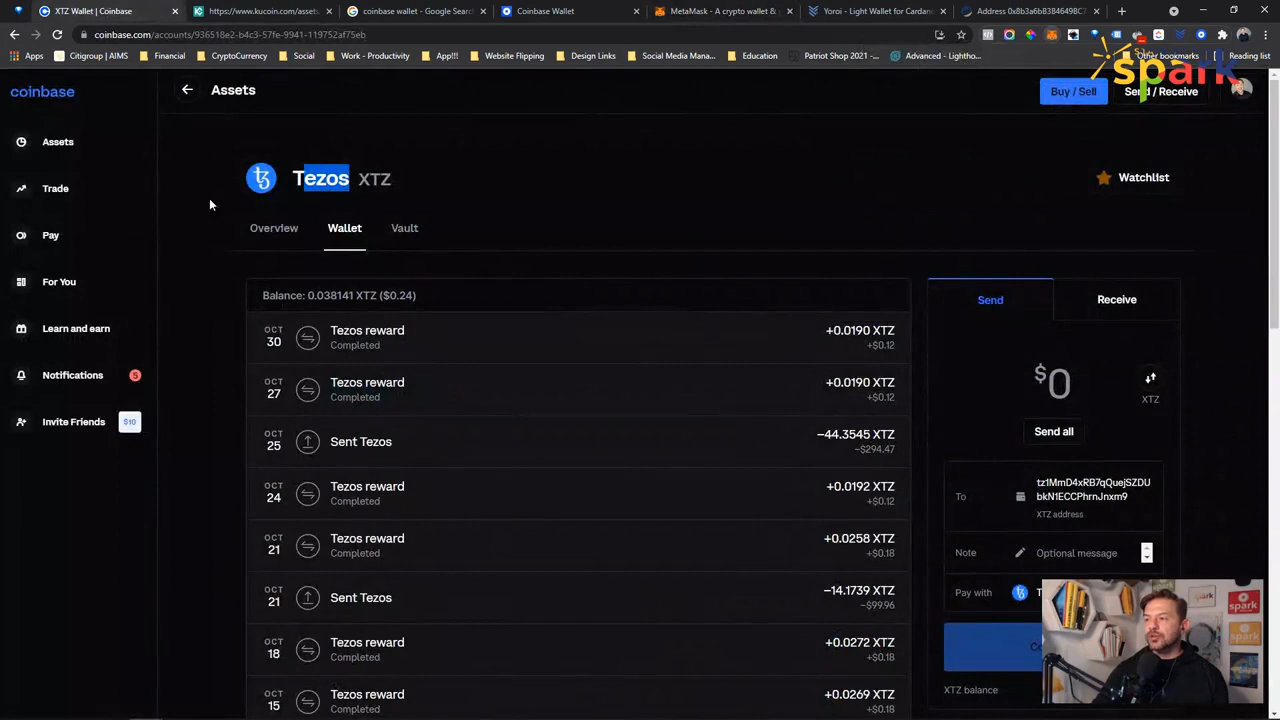 XTZ Wallet | Coinbase
https://www.kucoin.com/assets
coinbase wallet - Google Search
Coinbase Wallet
MetaMask - A crypto wallet &
Yoroi - Light Wallet for Cardano
Address 0x8b3a6b8384649BC7
coinbase.com/accounts/936518e2-b4c3-57fe-9941-119752af75eb
Apps
Citigroup | AIMS
Financial
CryptoCurrency
Social
Work - Productivity
Top!!!
Website Flipping
Design Links
Social Media Mana...
Education
Patriot Shop 2021 -...
Advanced - Lightho...
Other bookmarks
Reading list
spark
coinbase
Assets
Buy / Sell
Send / Receive
Assets
Trade
Pay
For You
Learn and earn
Notifications
5
Invite Friends
$10
Tezos XTZ
Watchlist
Overview
Wallet
Vault
Balance: 0.038141 XTZ ($0.24)
OCT
30
Tezos reward
Completed
+0.0190 XTZ
+$0.12
OCT
27
Tezos reward
Completed
+0.0190 XTZ
+$0.12
OCT
25
Sent Tezos
−44.3545 XTZ
−$294.47
OCT
24
Tezos reward
Completed
+0.0192 XTZ
+$0.12
OCT
21
Tezos reward
Completed
+0.0258 XTZ
+$0.18
OCT
21
Sent Tezos
−14.1739 XTZ
−$99.96
OCT
18
Tezos reward
Completed
+0.0272 XTZ
+$0.18
OCT
15
Tezos reward
+0.0269 XTZ
Send
Receive
$0
XTZ
Send all
To
tz1MmD4xRB7qQuejSZDU
bkN1ECCPhrnJnxm9
XTZ address
Note
Optional message
Pay with
XTZ balance
spark
spark
spark